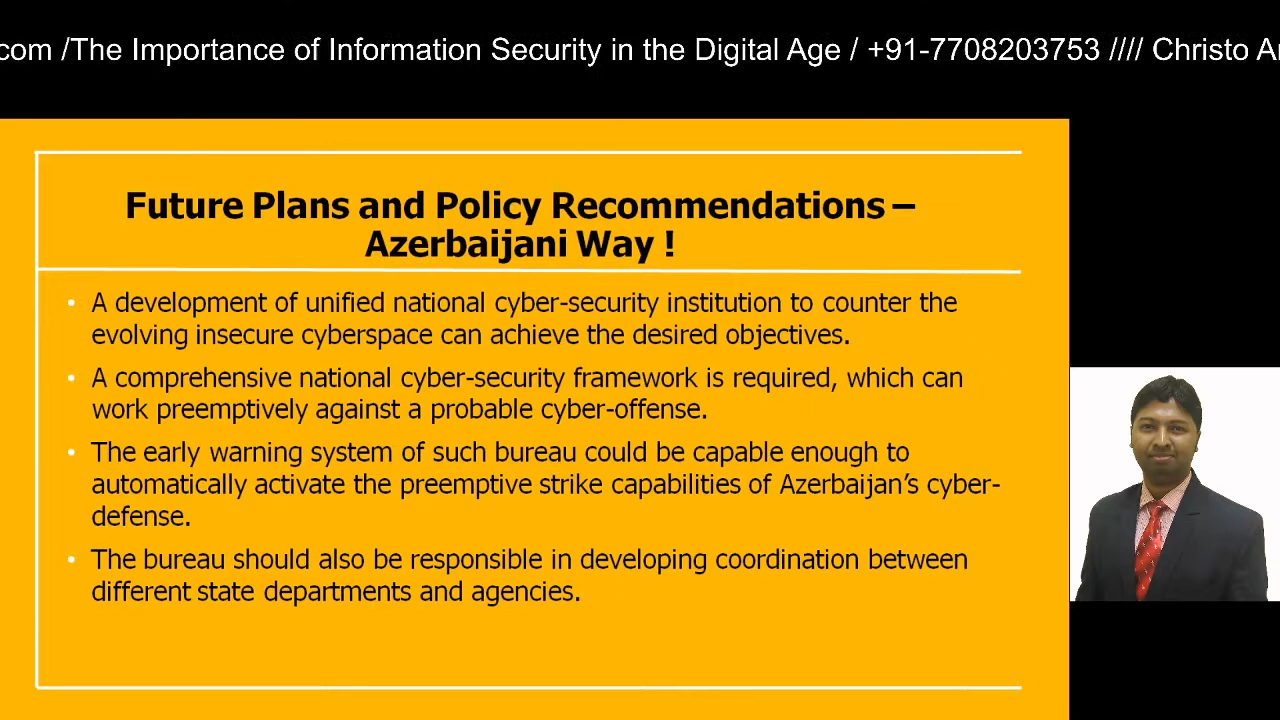 com /The Importance of Information Security in the Digital Age / +91-7708203753 //// Christo
Future Plans and Policy Recommendations –
Azerbaijani Way !
• A development of unified national cyber-security institution to counter the
evolving insecure cyberspace can achieve the desired objectives.
• A comprehensive national cyber-security framework is required, which can
work preemptively against a probable cyber-offense.
• The early warning system of such bureau could be capable enough to
automatically activate the preemptive strike capabilities of Azerbaijan’s cyber-
defense.
• The bureau should also be responsible in developing coordination between
different state departments and agencies.